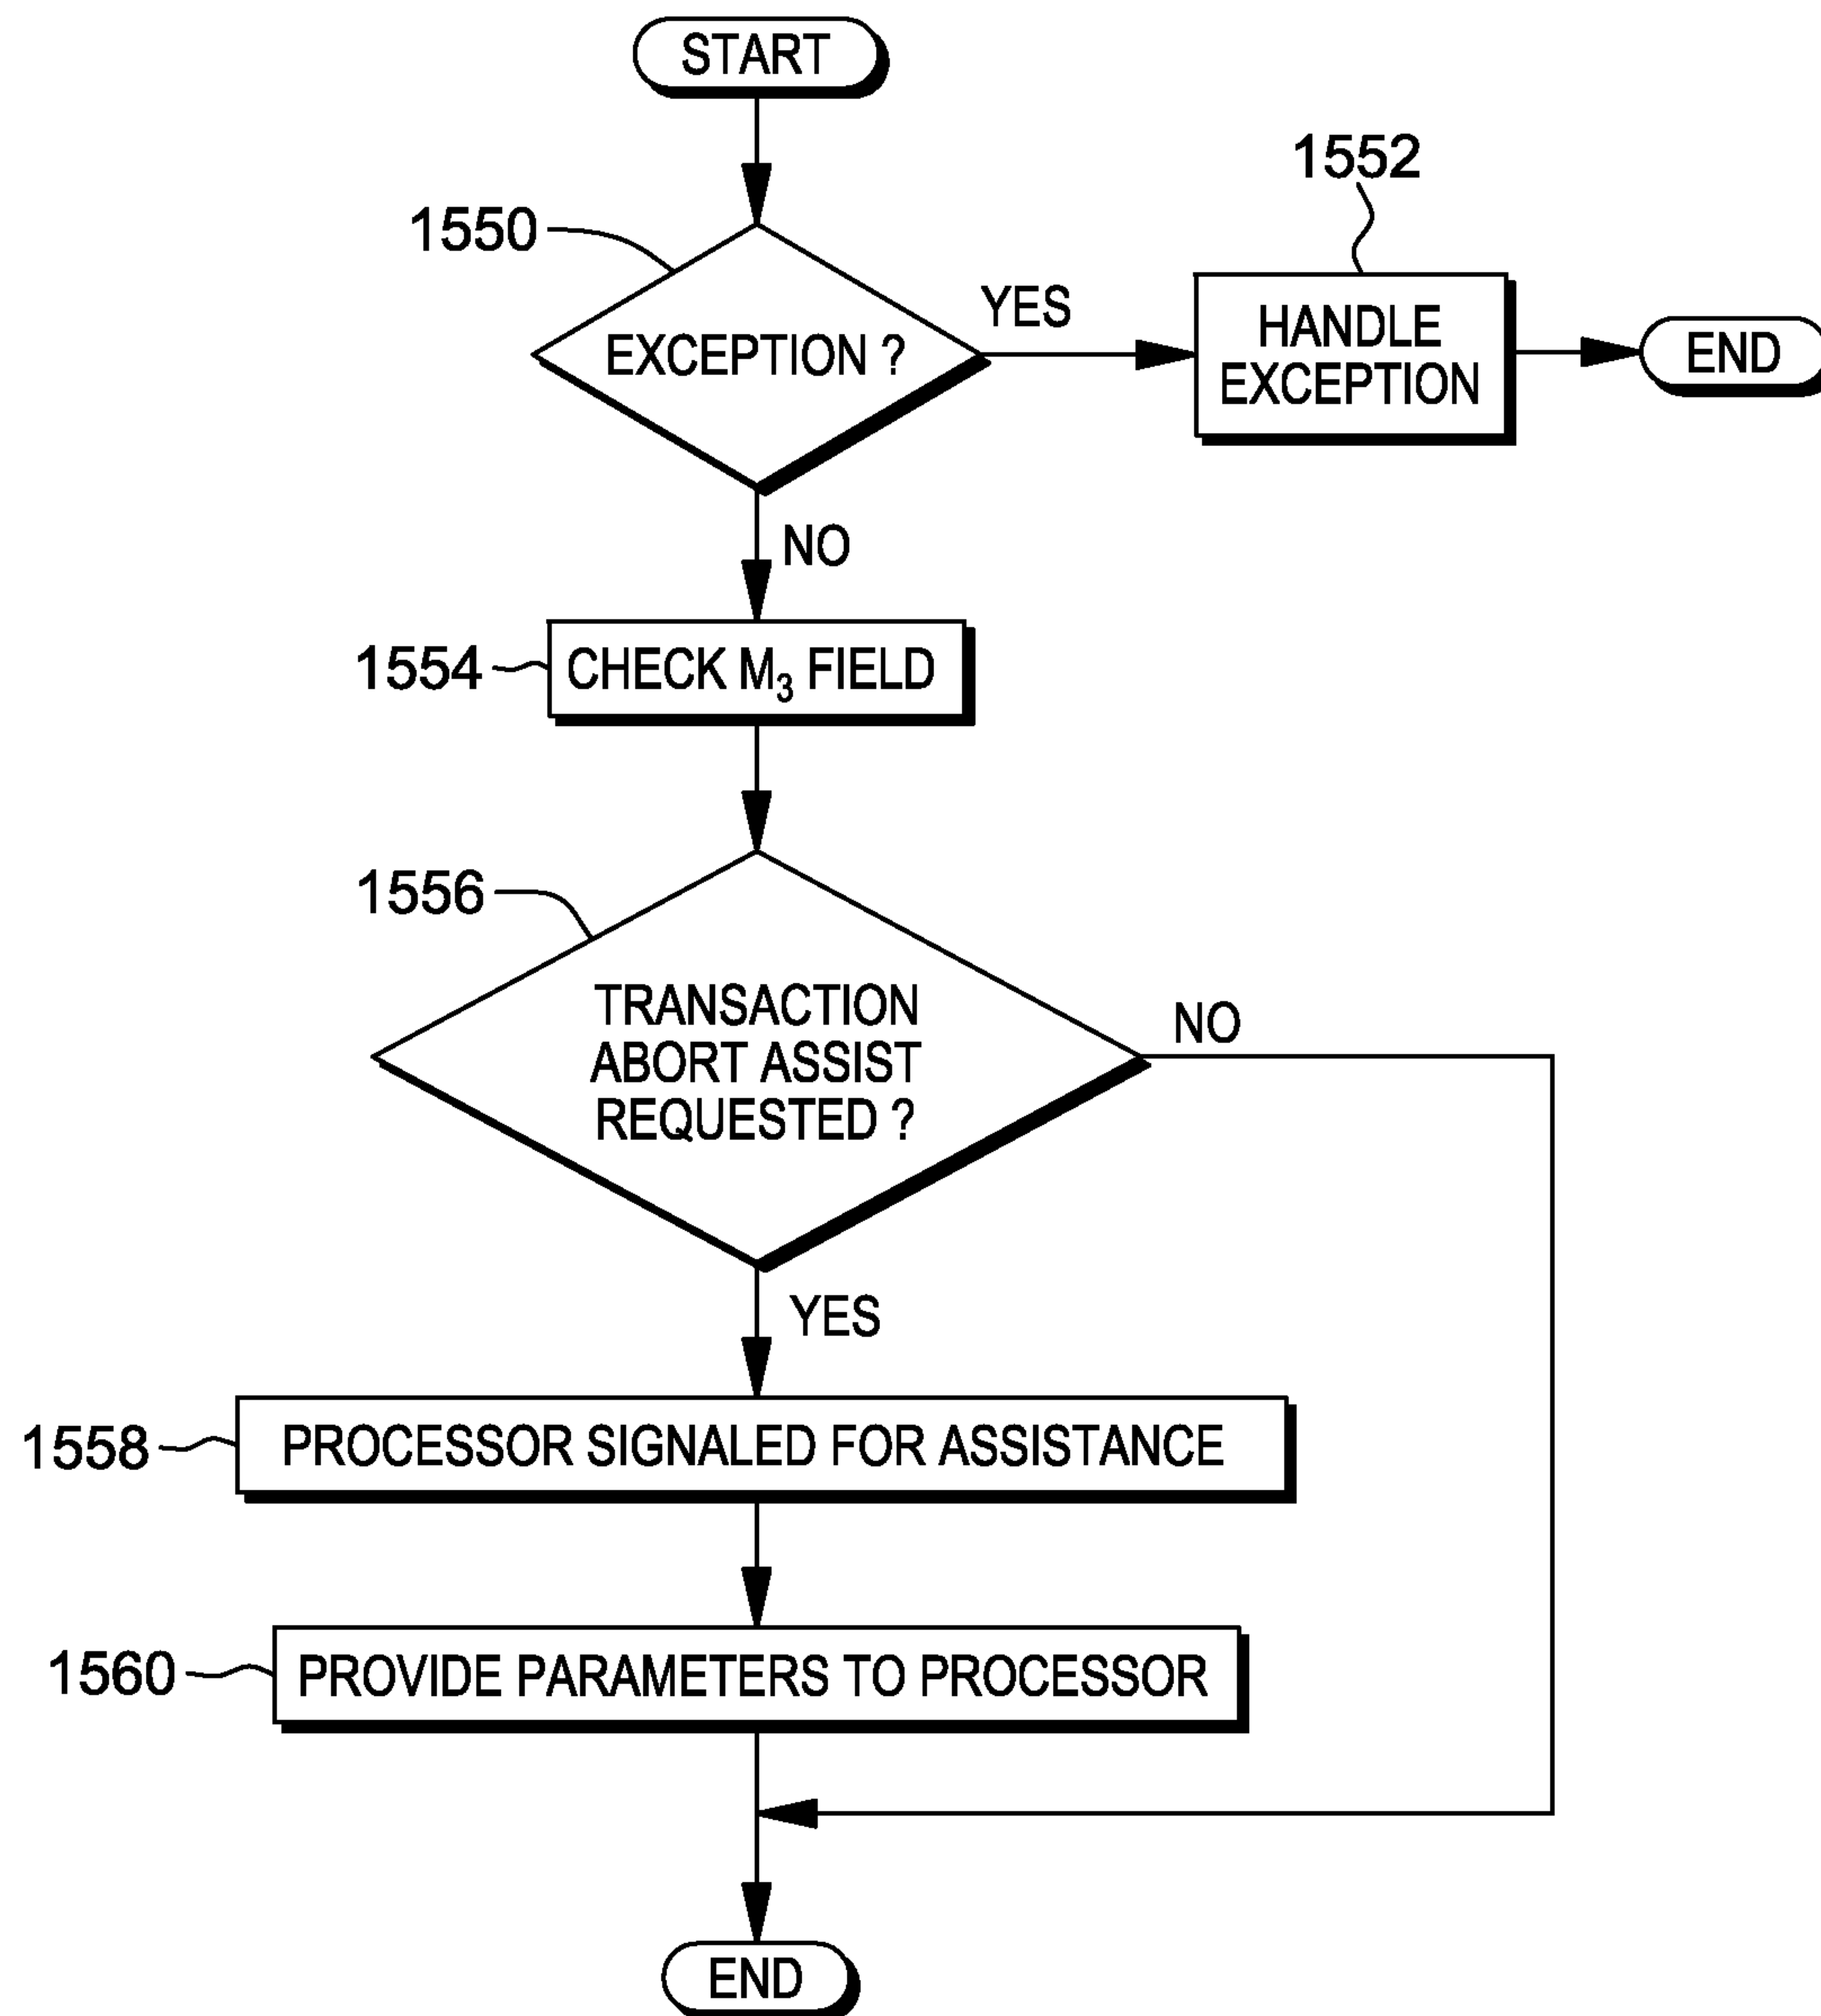 START
1550
EXCEPTION ?
YES
1552
HANDLE
EXCEPTION
END
NO
1554
CHECK M₃ FIELD
1556
TRANSACTION
ABORT ASSIST
REQUESTED ?
NO
YES
1558
PROCESSOR SIGNALED FOR ASSISTANCE
1560
PROVIDE PARAMETERS TO PROCESSOR
END